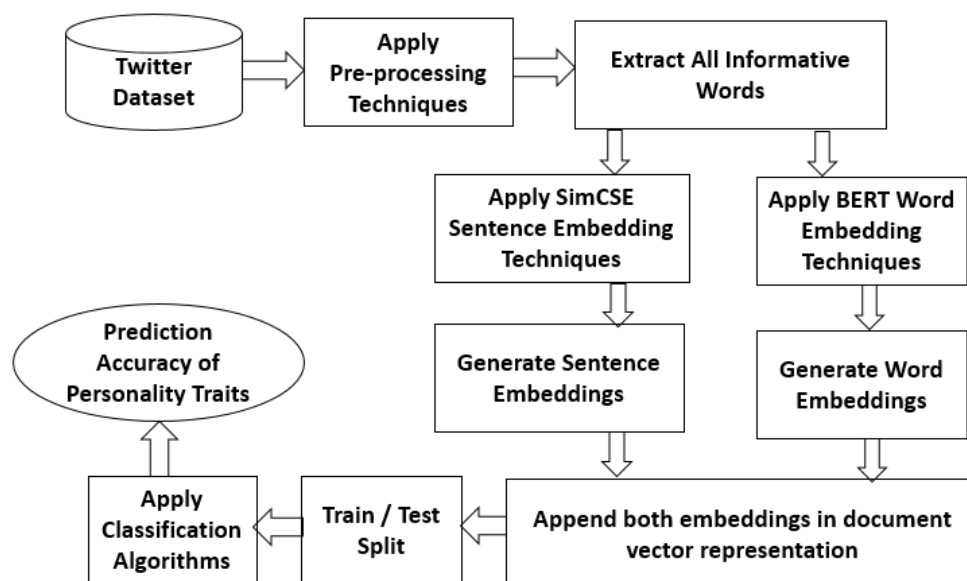 Twitter
Dataset
Apply
Pre-processing
Techniques
Extract All Informative
Words
Apply SimCSE
Sentence Embedding
Techniques
Apply BERT Word
Embedding
Techniques
Generate Sentence
Embeddings
Generate Word
Embeddings
Append both embeddings in document
vector representation
Train / Test
Split
Apply
Classification
Algorithms
Prediction
Accuracy of
Personality Traits